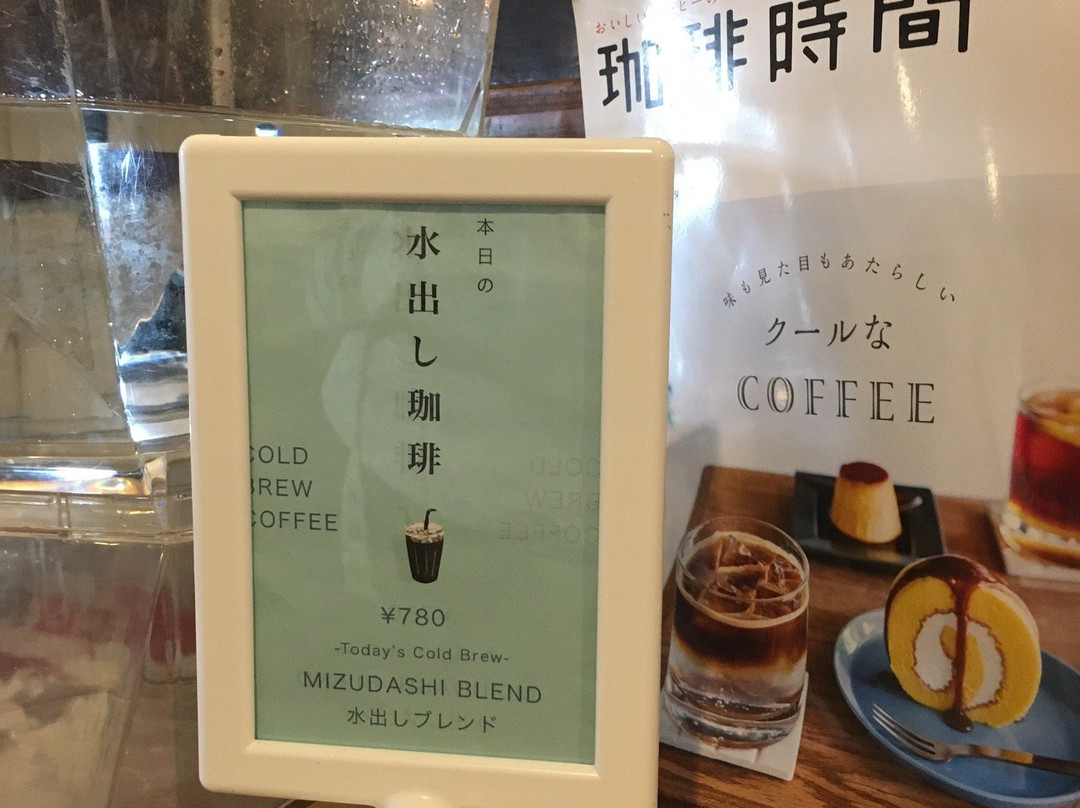 本日の
水出し珈琲
COLD
BREW
COFFEE
¥780
-Today's Cold Brew-
MIZUDASHI BLEND
水出しブレンド
珈琲時間
味も見た目もあたらしい
クールな
COFFEE